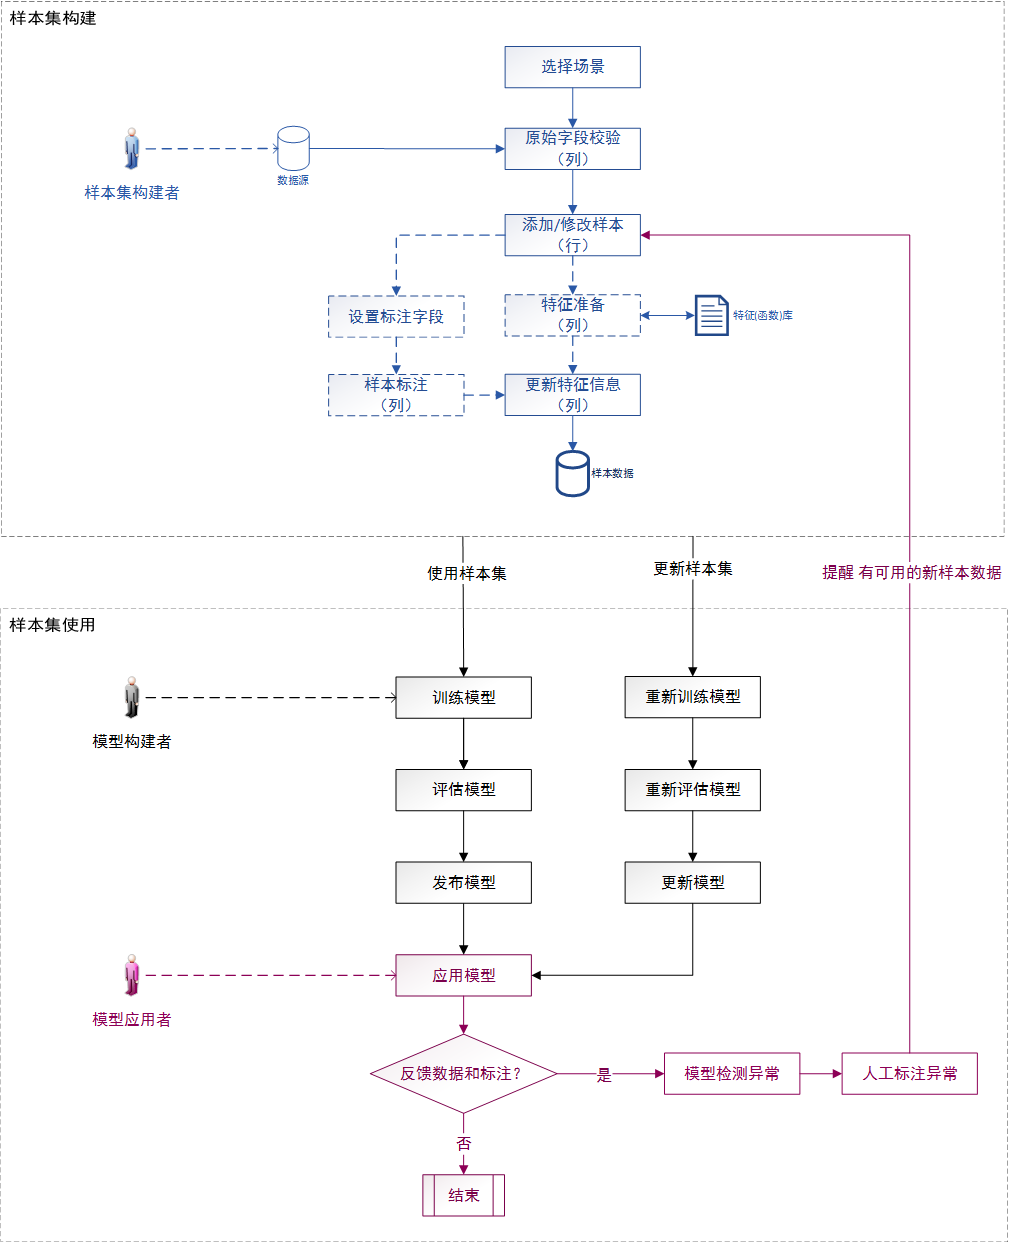 样本集构建
选择场景
原始字段校验
（列）
数据源
样本集构建者
添加/修改样本
（行）
设置标注字段
特征准备
（列）
特征(函数)库
样本标注
（列）
更新特征信息
（列）
样本数据
使用样本集
更新样本集
提醒 有可用的新样本数据
样本集使用
训练模型
重新训练模型
模型构建者
评估模型
重新评估模型
发布模型
更新模型
应用模型
模型应用者
反馈数据和标注？
是
模型检测异常
人工标注异常
否
结束